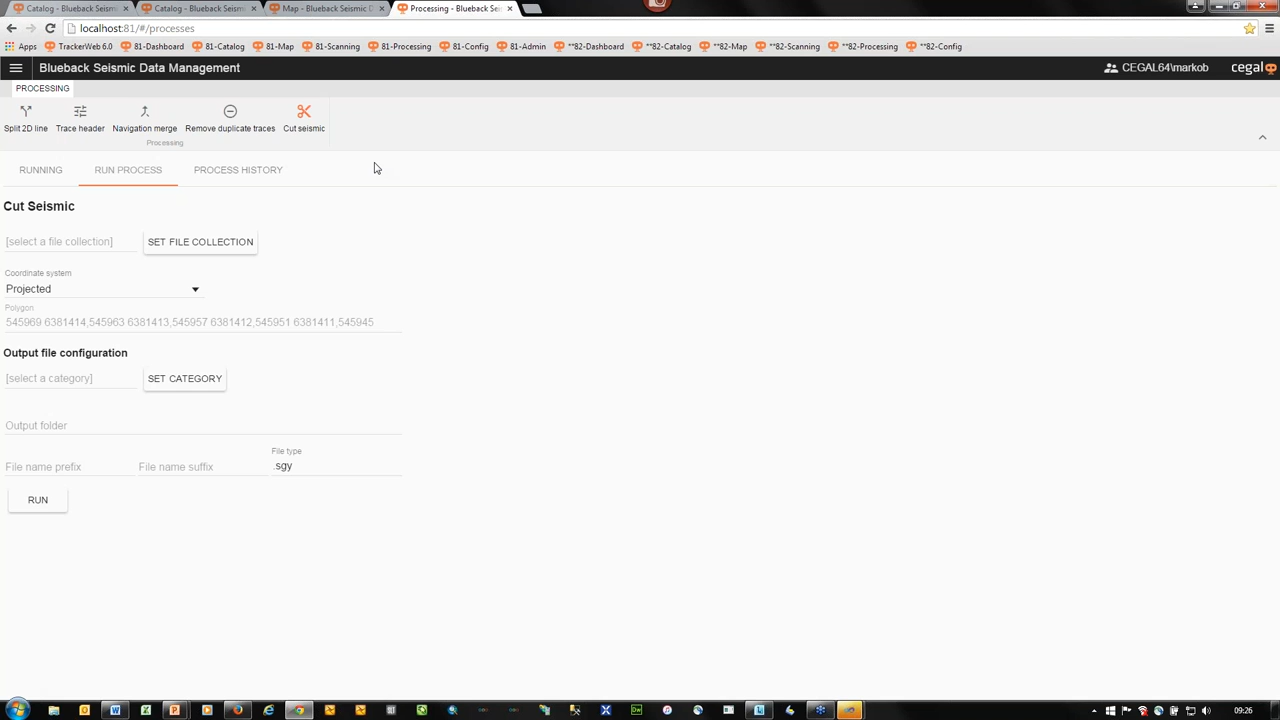 Catalog - Blueback Seismi
Catalog - Blueback Seismi
Map - Blueback Seismic D
Processing - Blueback Sei
localhost:81/#/processes
Apps
TrackerWeb 6.0
81-Dashboard
81-Catalog
81-Map
81-Scanning
81-Processing
81-Config
81-Admin
**82-Dashboard
**82-Catalog
**82-Map
**82-Scanning
**82-Processing
**82-Config
Blueback Seismic Data Management
CEGAL64\markob
cegal
PROCESSING
Split 2D line
Trace header
Navigation merge
Remove duplicate traces
Cut seismic
Processing
RUNNING
RUN PROCESS
PROCESS HISTORY
Cut Seismic
[select a file collection]
SET FILE COLLECTION
Coordinate system
Projected
Polygon
545969 6381414,545963 6381413,545957 6381412,545951 6381411,545945
Output file configuration
[select a category]
SET CATEGORY
Output folder
File type
File name prefix
File name suffix
.sgy
RUN
09:26